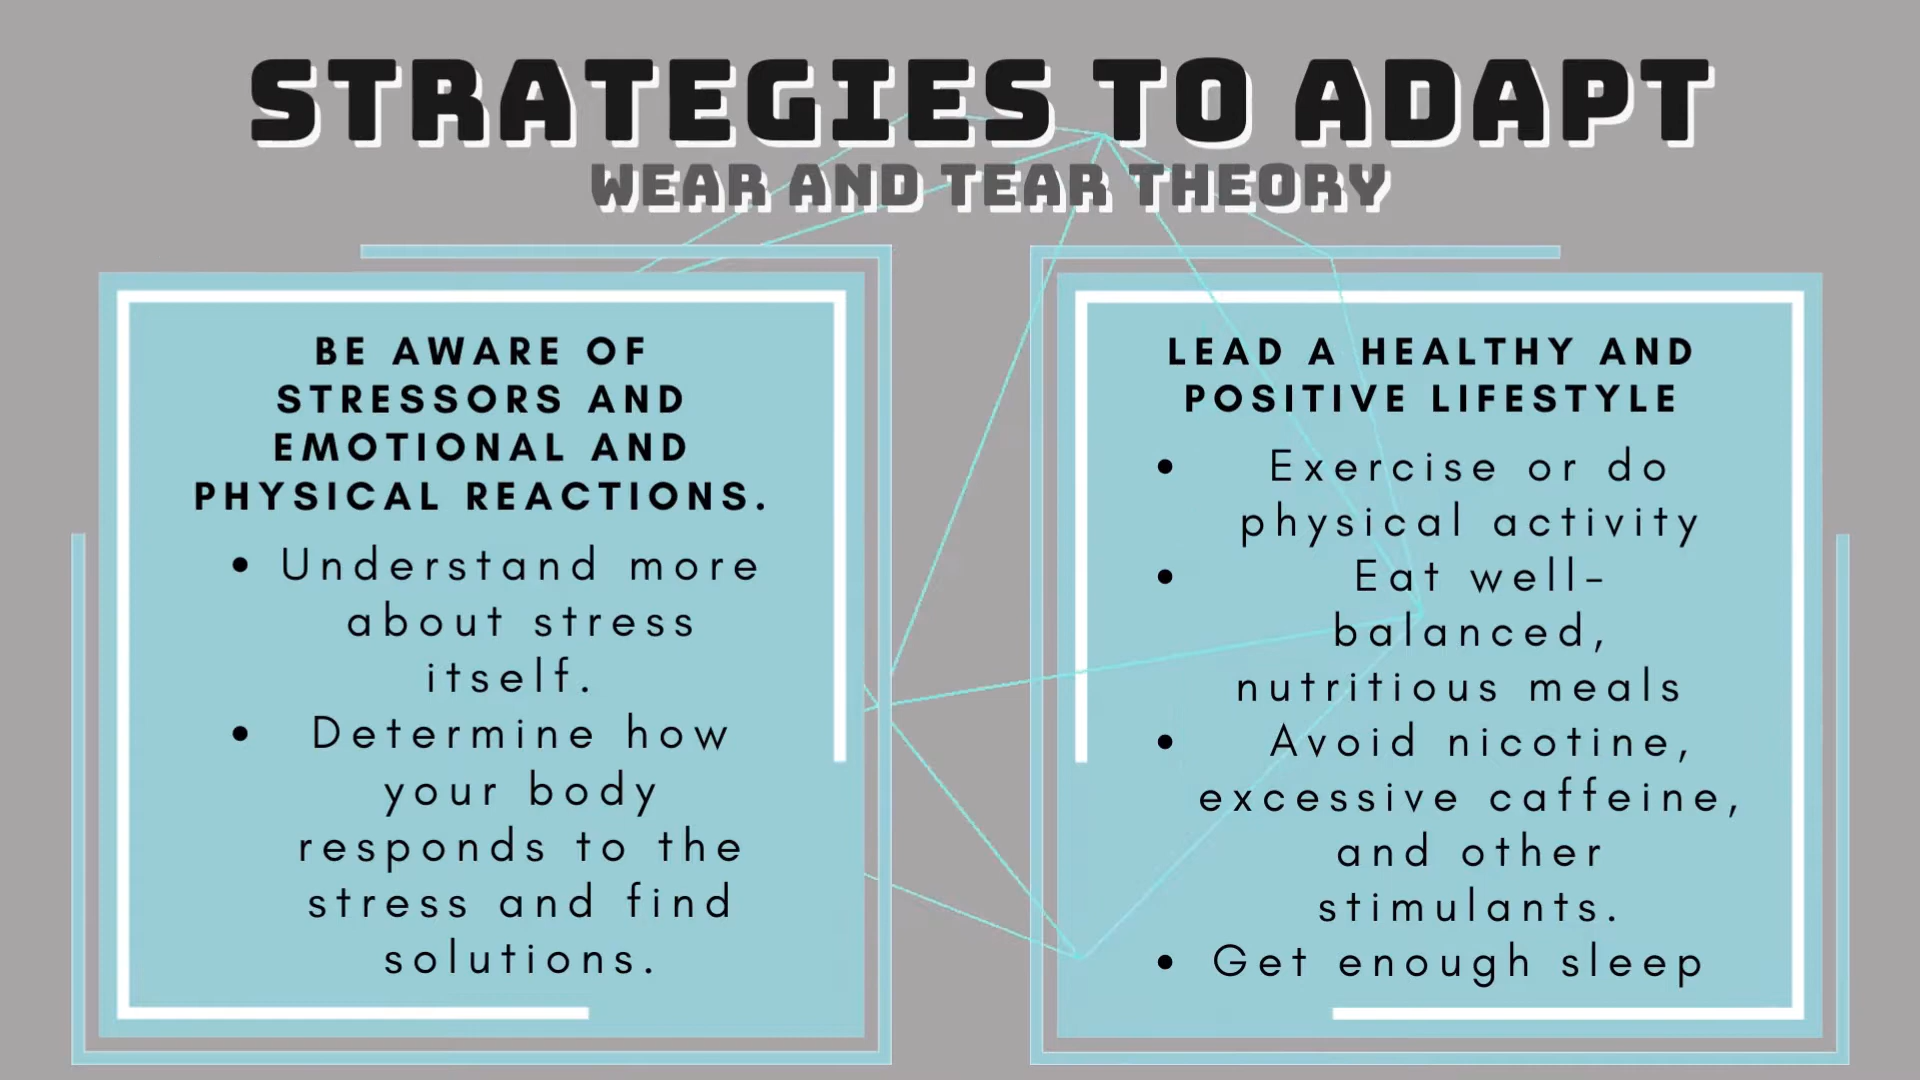 STRATEGIES TO ADAPT
WEAR AND TEAR THEORY
BE AWARE OF
STRESSORS AND
EMOTIONAL AND
PHYSICAL REACTIONS.
• Understand more
about stress
itself.
• Determine how
your body
responds to the
stress and find
solutions.
LEAD A HEALTHY AND
POSITIVE LIFESTYLE
• Exercise or do
physical activity
• Eat well-
balanced,
nutritious meals
• Avoid nicotine,
excessive caffeine,
and other
stimulants.
• Get enough sleep